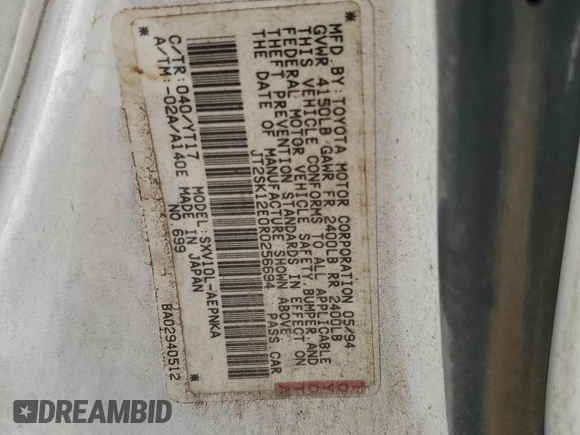 MFD. BY: TOYOTA MOTOR CORPORATION 05/94
GVWR 4150LB GAWR FR 2400LB RR 2400LB
THIS VEHICLE CONFORMS TO ALL APPLICABLE
FEDERAL MOTOR VEHICLE SAFETY, BUMPER, AND
THEFT PREVENTION STANDARDS IN EFFECT ON
THE DATE OF MANUFACTURE SHOWN ABOVE.
JT2SK12E0R0256694 PASS.CAR
*BA02940512*
C/TR:040/YT17 MODEL:SXV10L-AEPNKA
A/TM:-02A/A140E MADE IN JAPAN
NO.699
TOYOTA
DREAMBID